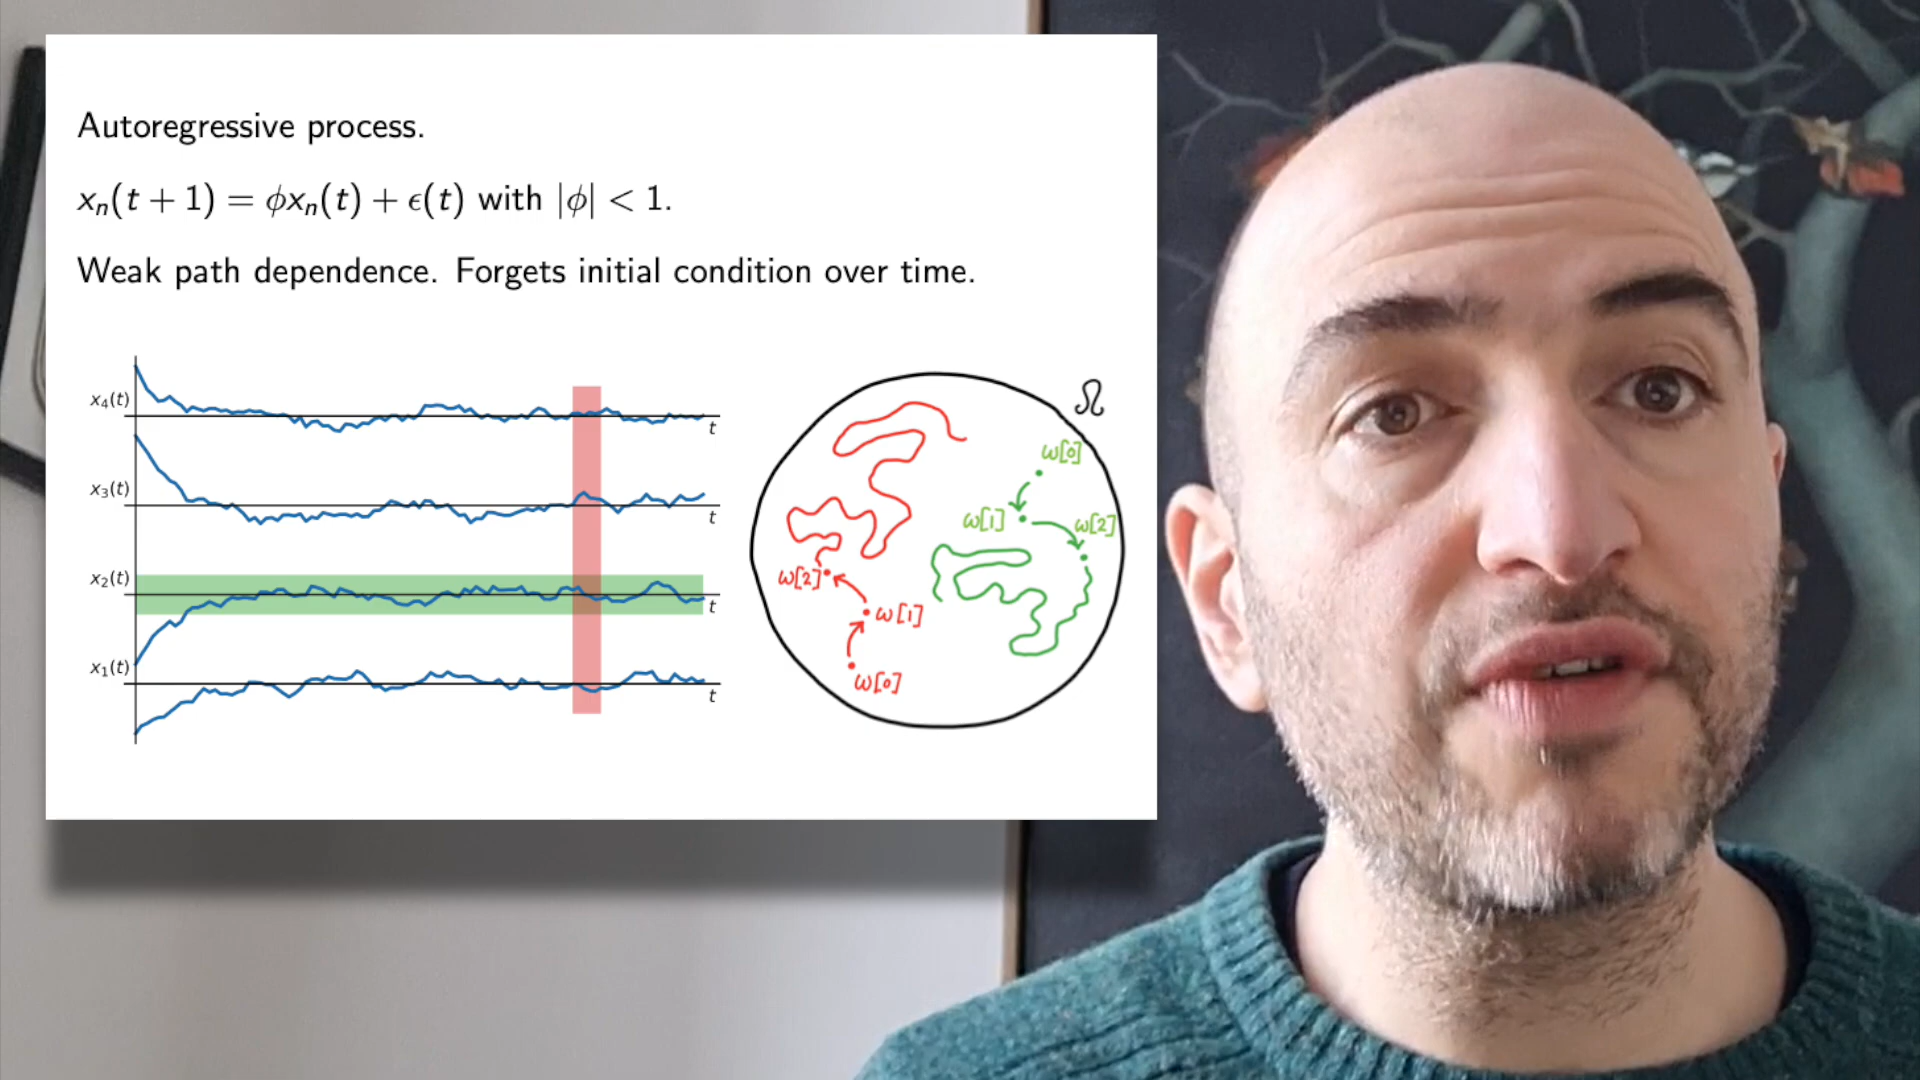 Autoregressive process.
xₙ(t + 1) = ϕxₙ(t) + ϵ(t) with |ϕ| < 1.
Weak path dependence. Forgets initial condition over time.
x₄(t)
t
x₃(t)
t
x₂(t)
t
x₁(t)
t
Ω
ω[0]
ω[1]
ω[2]
ω[2]
ω[1]
ω[0]